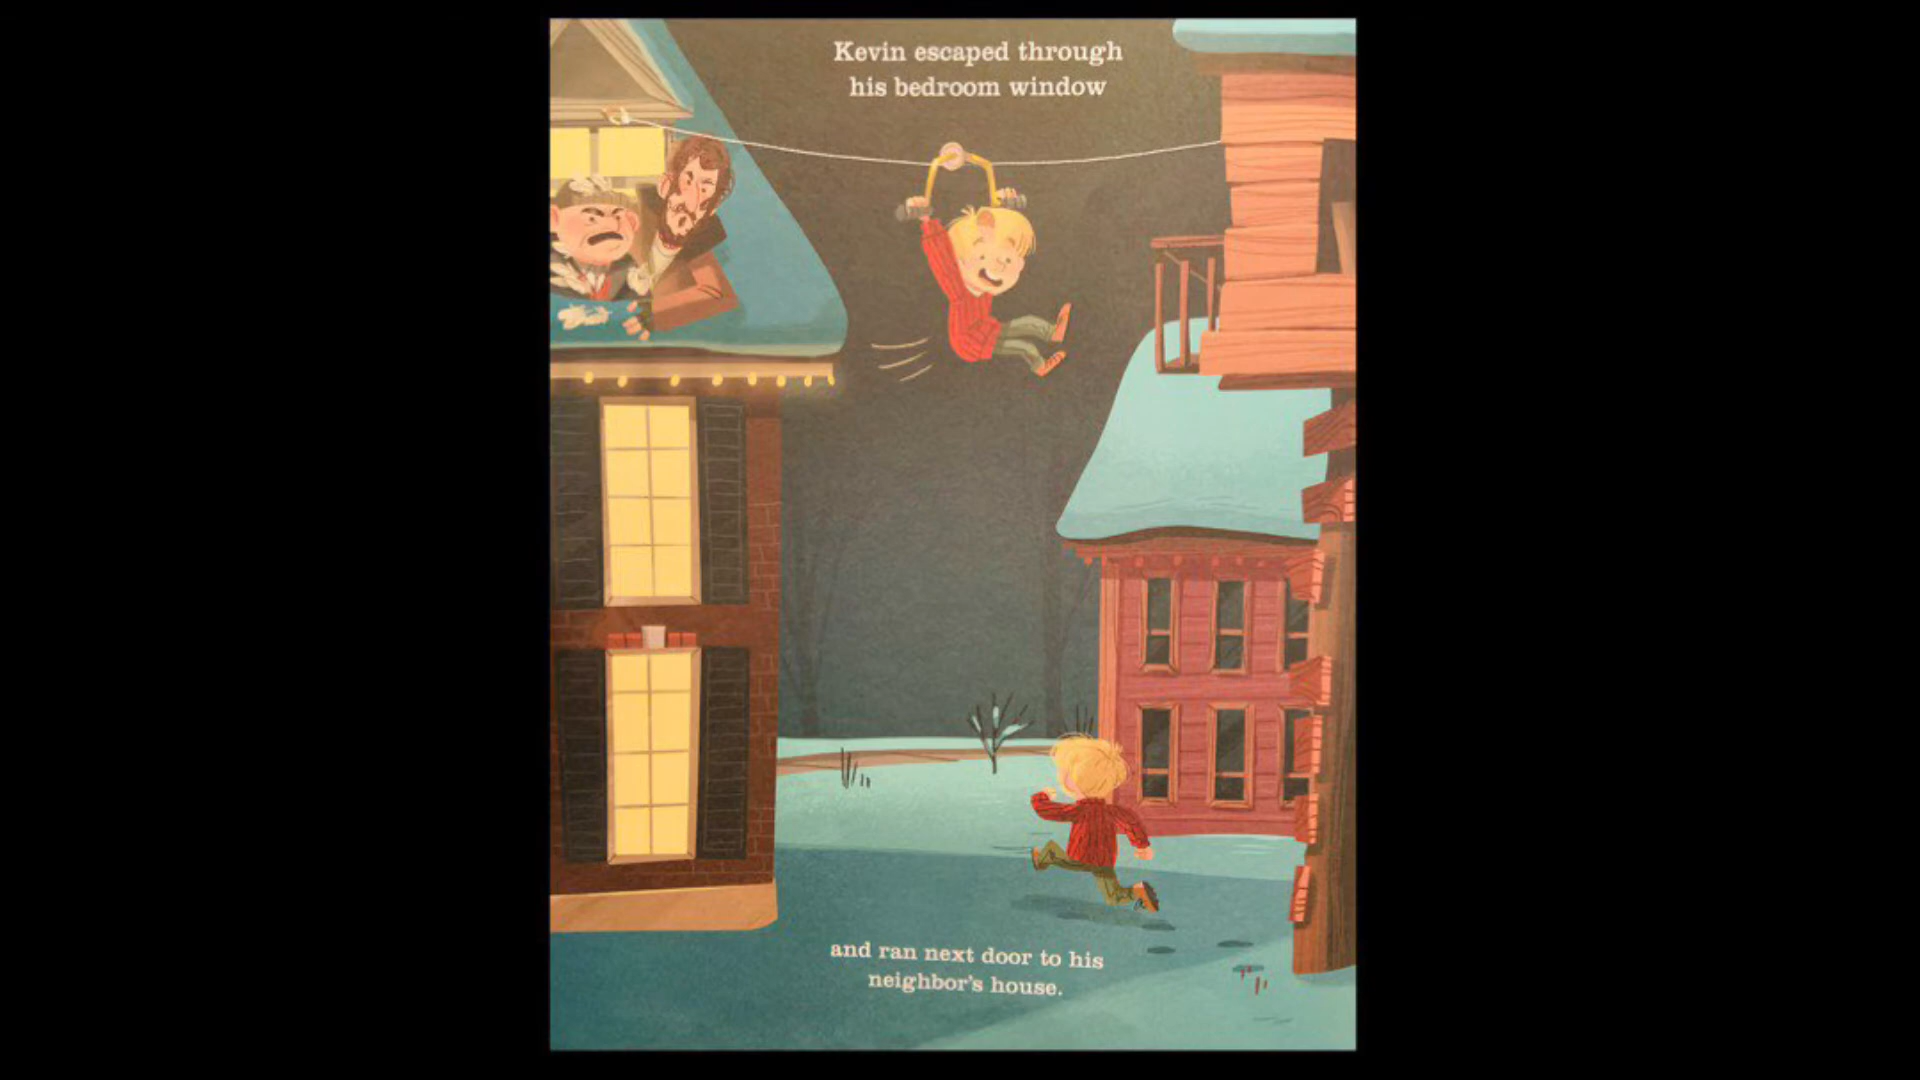 Kevin escaped through
his bedroom window
and ran next door to his
neighbor's house.